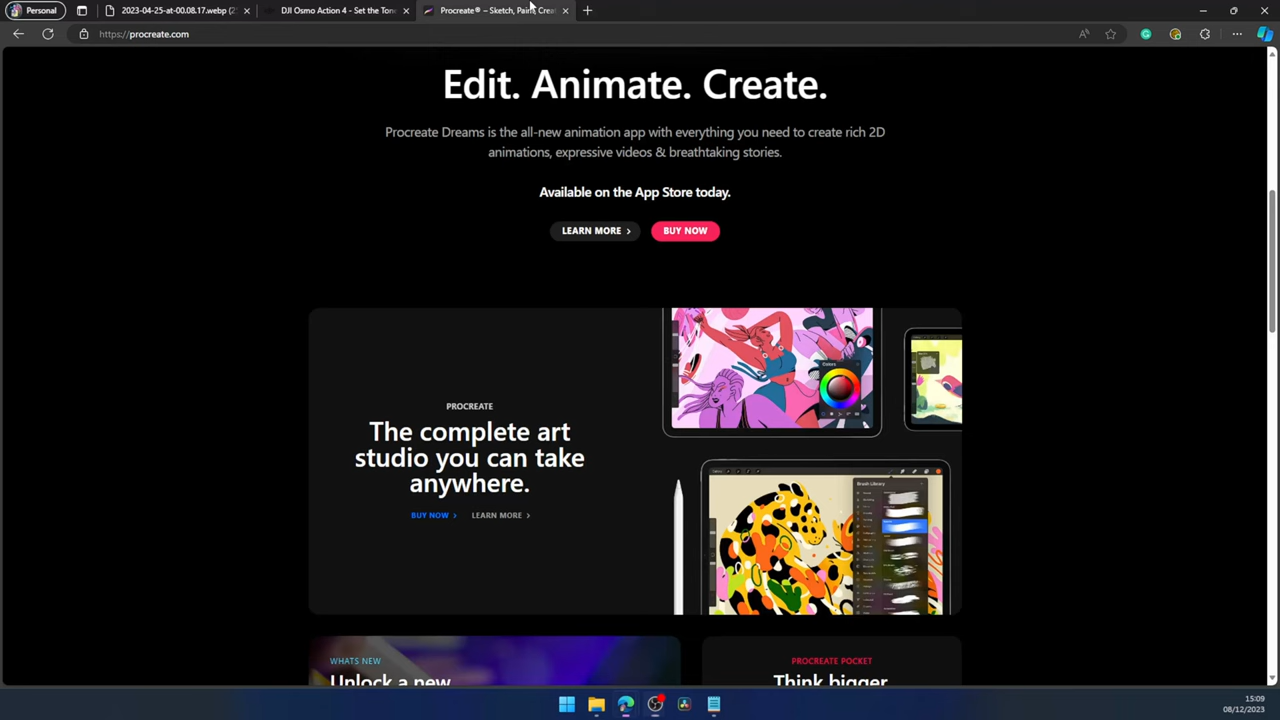 Personal
2023-04-25-at-00.08.17.webp (2
DJI Osmo Action 4 - Set the Ton
Procreate® – Sketch, Paint, Creat
https://procreate.com
Edit. Animate. Create.
Procreate Dreams is the all-new animation app with everything you need to create rich 2D
animations, expressive videos & breathtaking stories.
Available on the App Store today.
LEARN MORE >
BUY NOW
PROCREATE
The complete art
studio you can take
anywhere.
BUY NOW >
LEARN MORE >
Colors
Brush Library
WHATS NEW
Unlock a new
PROCREATE POCKET
Think bigger
15:09
08/12/2023